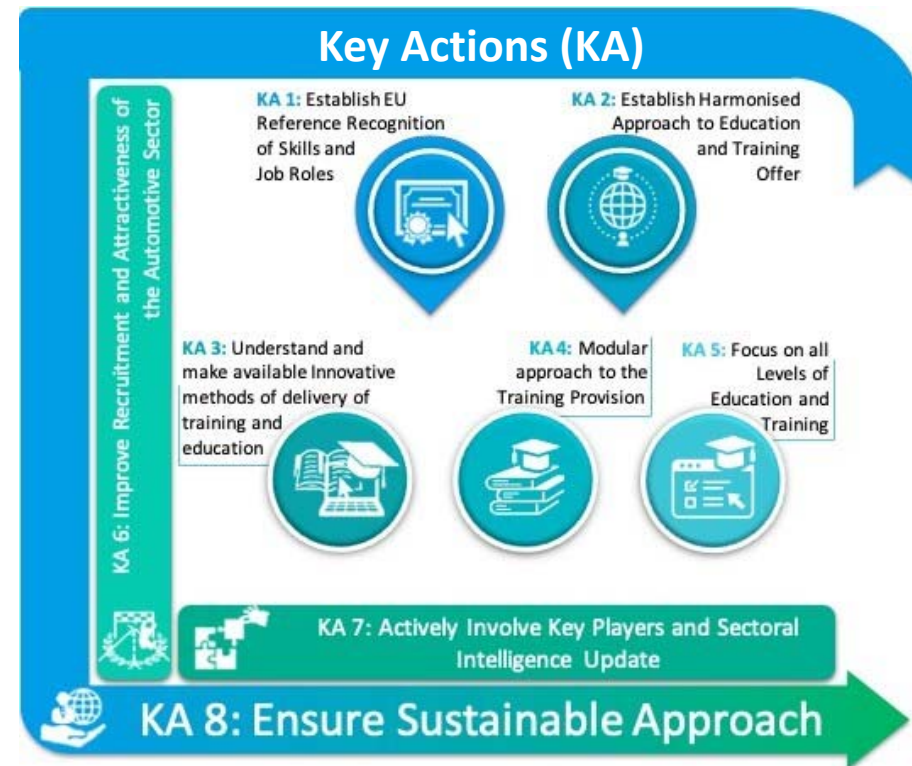 Key Actions (KA)
KA 6: Improve Recruitment and Attractiveness of
the Automotive Sector
KA 1: Establish EU
Reference Recognition
of Skills and
Job Roles
KA 2: Establish Harmonised
Approach to Education
and Training
Offer
KA 3: Understand and
make available Innovative
methods of delivery of
training and
education
KA 4: Modular
approach to the
Training Provision
KA 5: Focus on all
Levels of
Education and
Training
KA 7: Actively Involve Key Players and Sectoral
Intelligence Update
KA 8: Ensure Sustainable Approach